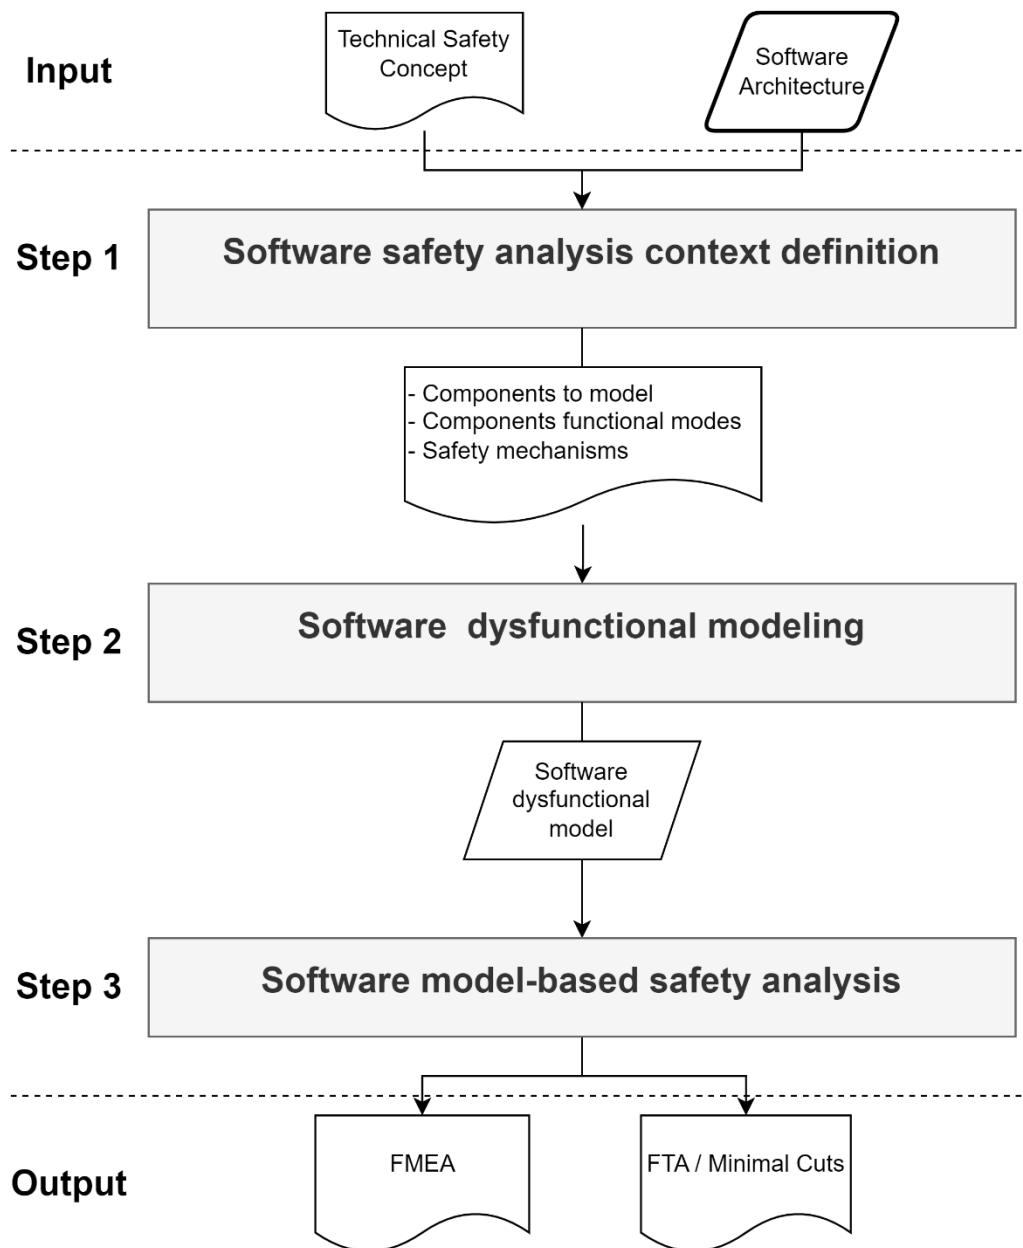 Input
Technical Safety
Concept
Software
Architecture
Step 1
Software safety analysis context definition
- Components to model
- Components functional modes
- Safety mechanisms
Step 2
Software  dysfunctional modeling
Software
dysfunctional
model
Step 3
Software model-based safety analysis
Output
FMEA
FTA / Minimal Cuts